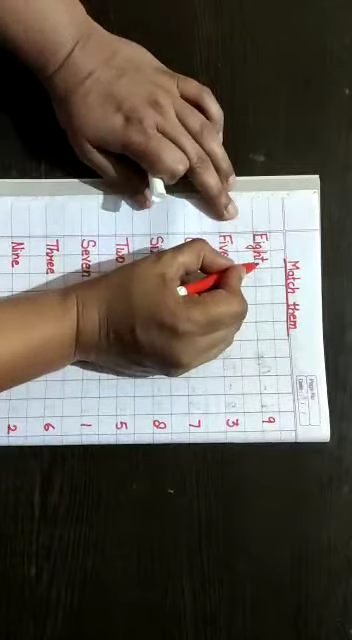 Match them
Eight 9
Five 3
7
8
Two 5
Seven 1
Three 6
Nine 2